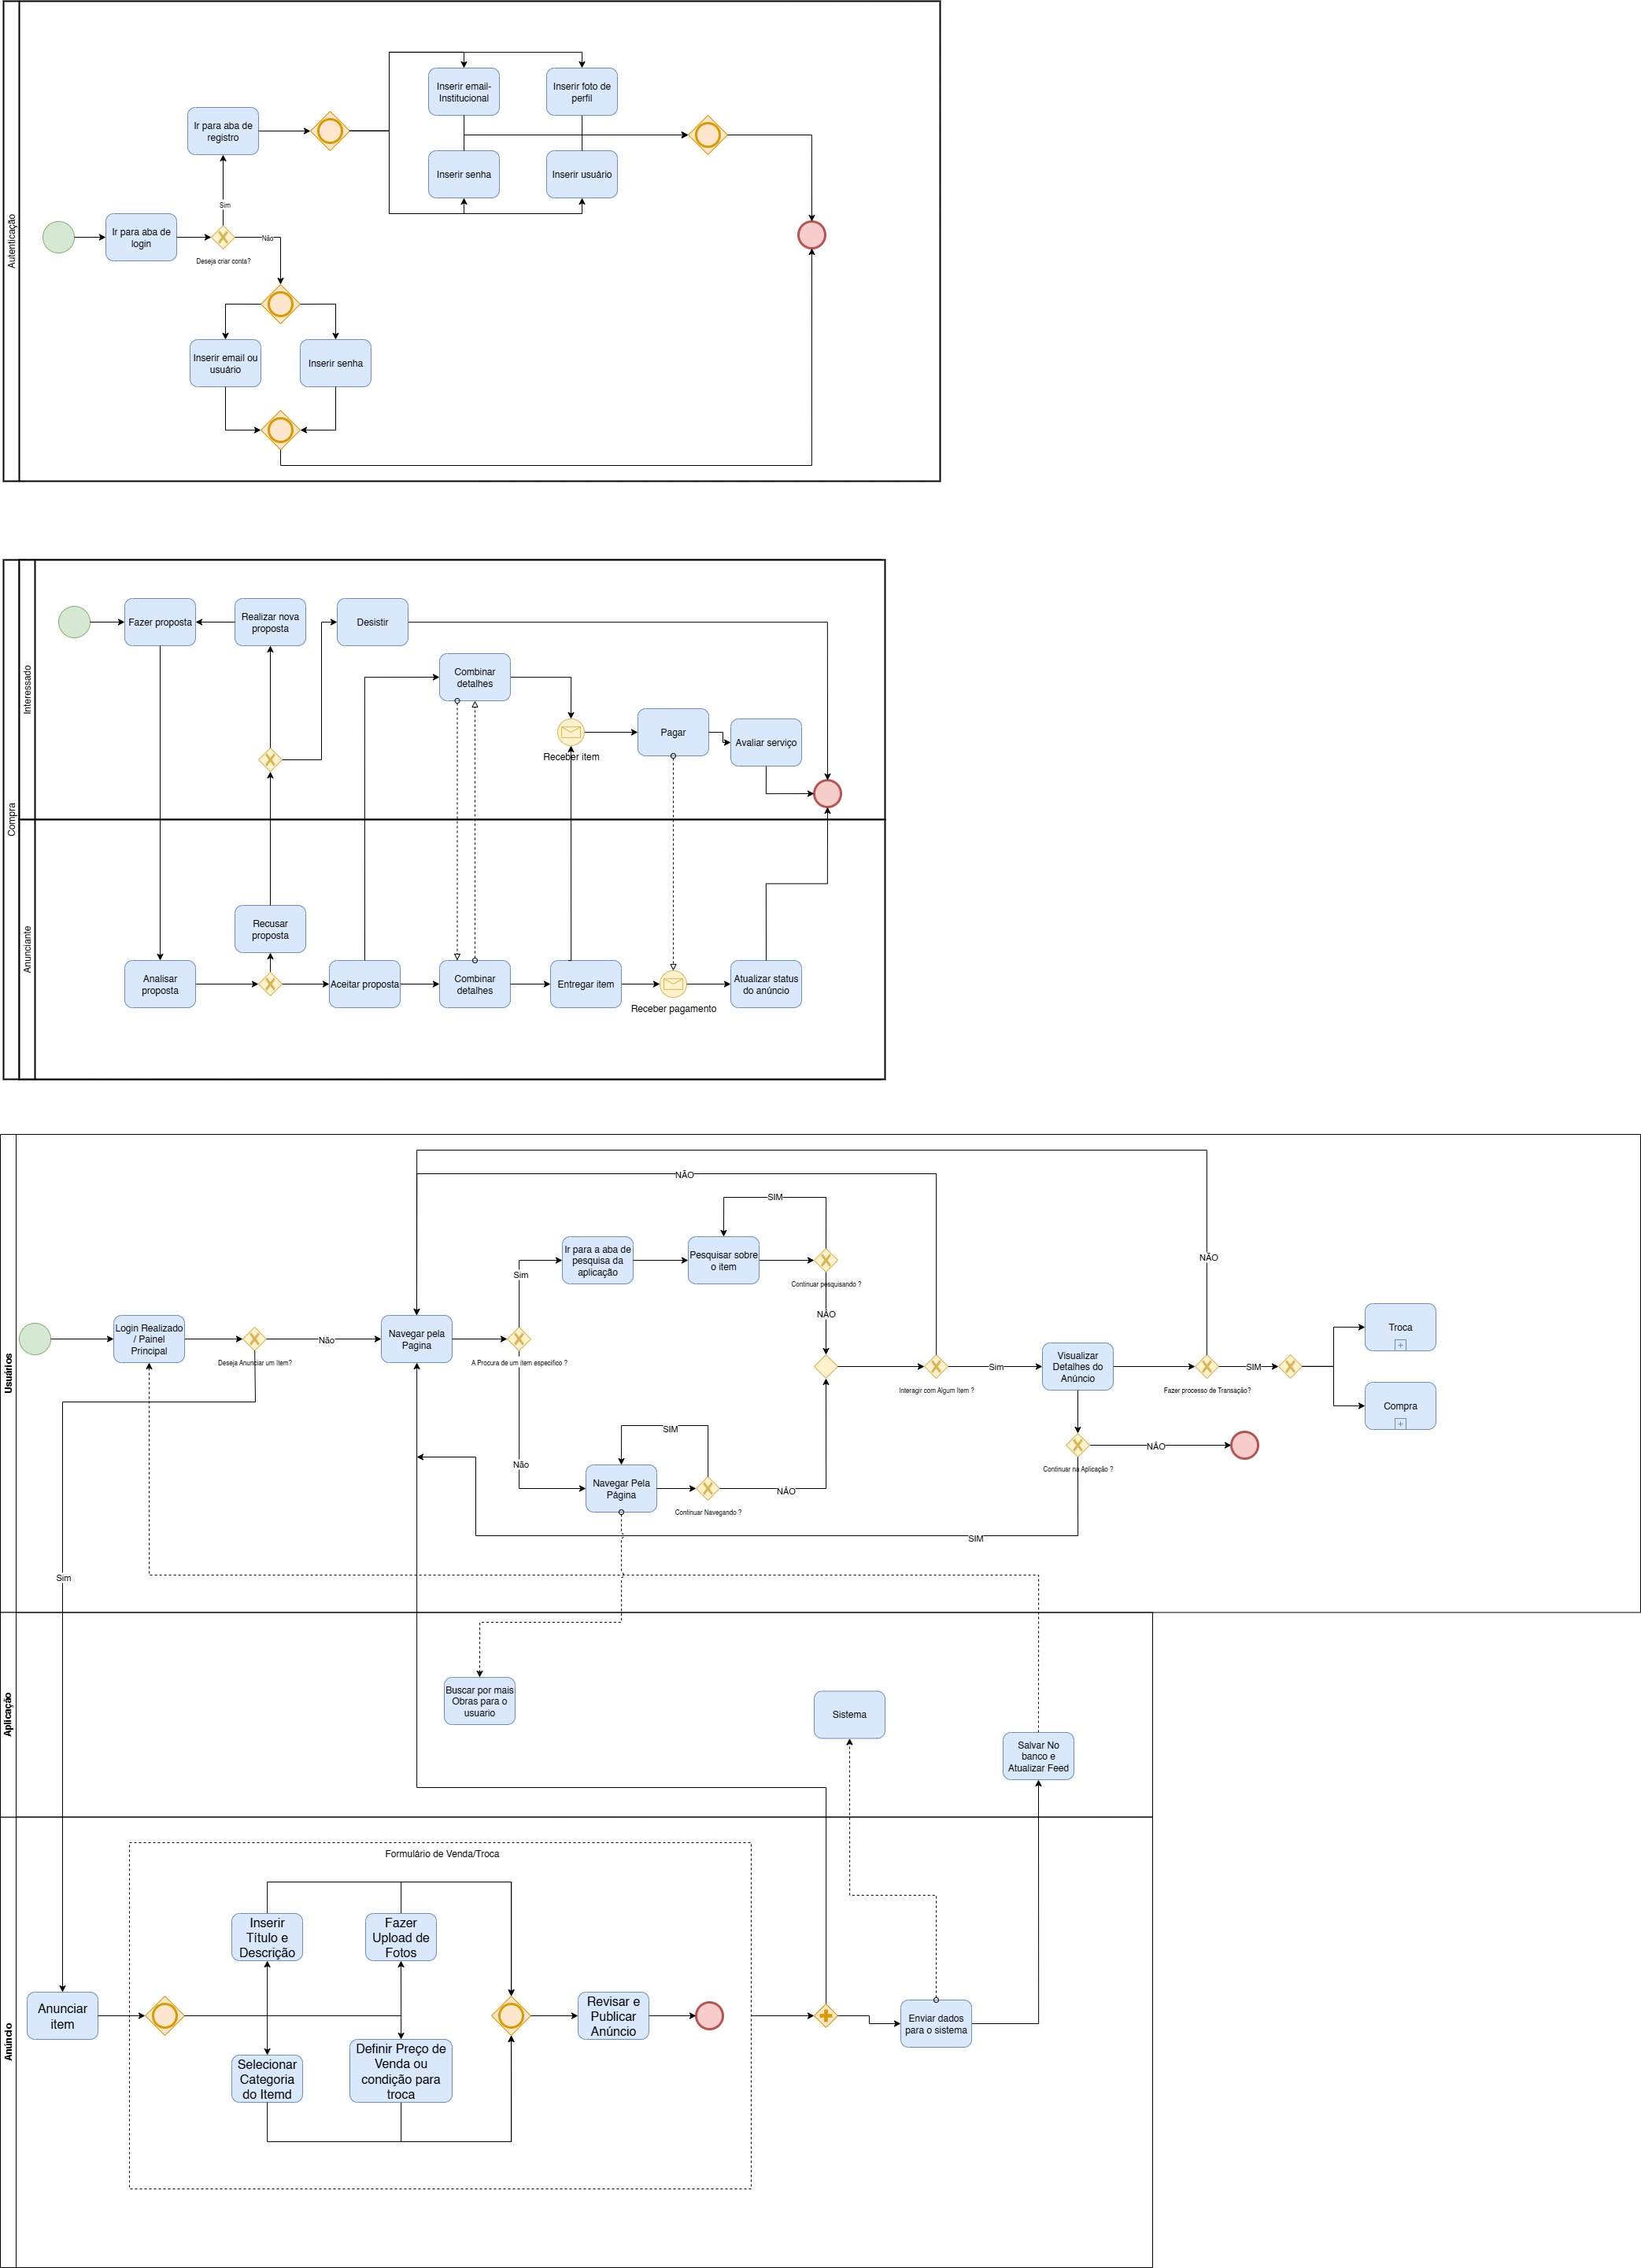 Autenticação
Inserir email-
Institucional
Inserir foto de
perfil
Ir para aba de
registro
Inserir senha
Inserir usuário
Sim
Ir para aba de
login
Não
Deseja criar conta?
Inserir email ou
usuário
Inserir senha
Compra
Interessado
Fazer proposta
Realizar nova
proposta
Desistir
Combinar
detalhes
Receber item
Pagar
Avaliar serviço
Anunciante
Recusar
proposta
Analisar
proposta
Aceitar proposta
Combinar
detalhes
Entregar item
Receber pagamento
Atualizar status
do anúncio
Usuários
NÃO
SIM
Ir para a aba de
pesquisa da
aplicação
Pesquisar sobre
o item
Continuar pesquisando ?
Sim
NÃO
NÃO
Login Realizado
/ Painel
Principal
Deseja Anunciar um Item?
Não
Navegar pela
Pagina
A Procura de um item especifico ?
Interagir com Algum Item ?
Sim
Visualizar
Detalhes do
Anúncio
Fazer processo de Transação?
SIM
Troca
Compra
Continuar na Aplicação ?
NÃO
SIM
Não
Navegar Pela
Página
Continuar Navegando ?
NÃO
SIM
Sim
Aplicação
Buscar por mais
Obras para o
usuario
Sistema
Salvar No
banco e
Atualizar Feed
Anúncio
Formulário de Venda/Troca
Inserir
Título e
Descrição
Fazer
Upload de
Fotos
Anunciar
item
Revisar e
Publicar
Anúncio
Enviar dados
para o sistema
Selecionar
Categoria
do Itemd
Definir Preço de
Venda ou
condição para
troca